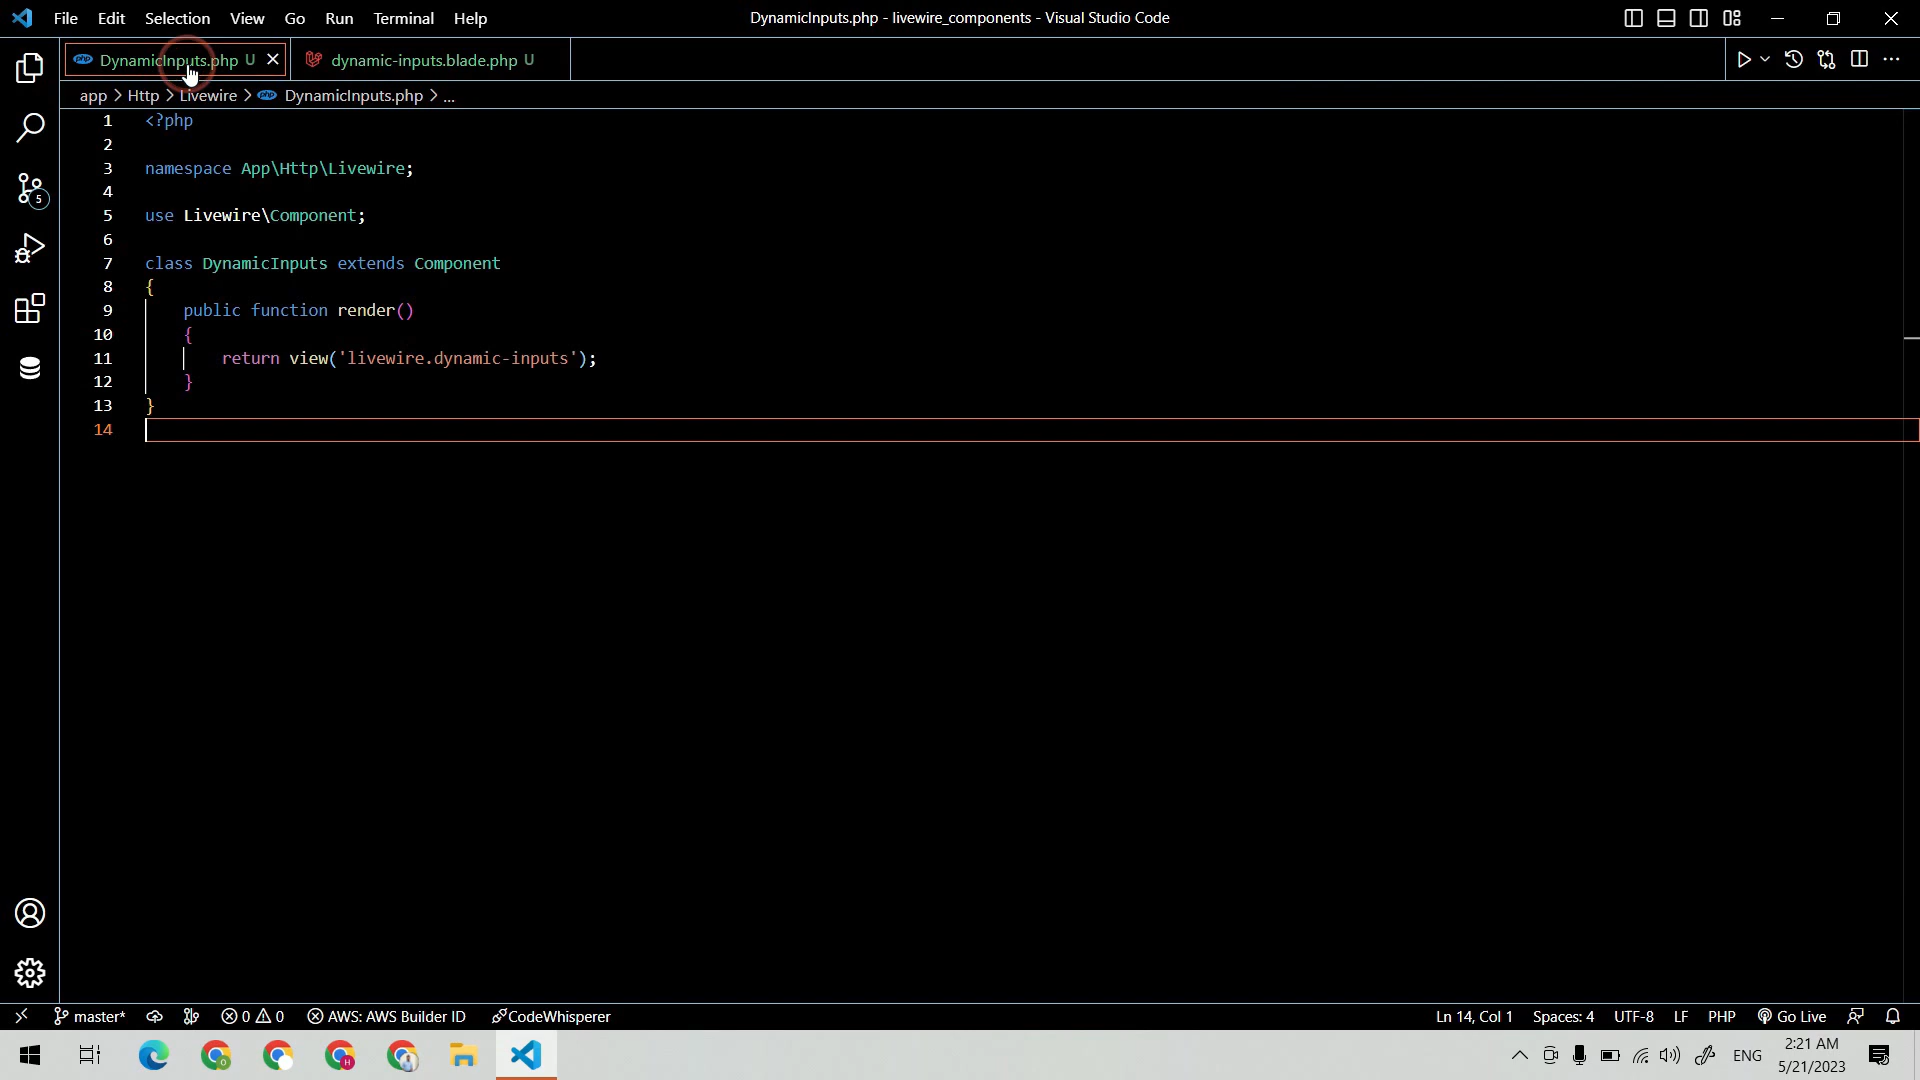 File Edit Selection View Go Run Terminal Help
DynamicInputs.php - livewire_components - Visual Studio Code
php DynamicInputs.php U
dynamic-inputs.blade.php U
app > Http > Livewire > php DynamicInputs.php > ...
1 <?php
2
3 namespace App\Http\Livewire;
4
5 use Livewire\Component;
6
7 class DynamicInputs extends Component
8 {
9 public function render()
10 {
11 return view('livewire.dynamic-inputs');
12 }
13 }
14
5
master* 0 0 AWS: AWS Builder ID CodeWhisperer
Ln 14, Col 1 Spaces: 4 UTF-8 LF PHP Go Live
ENG
2:21 AM
5/21/2023